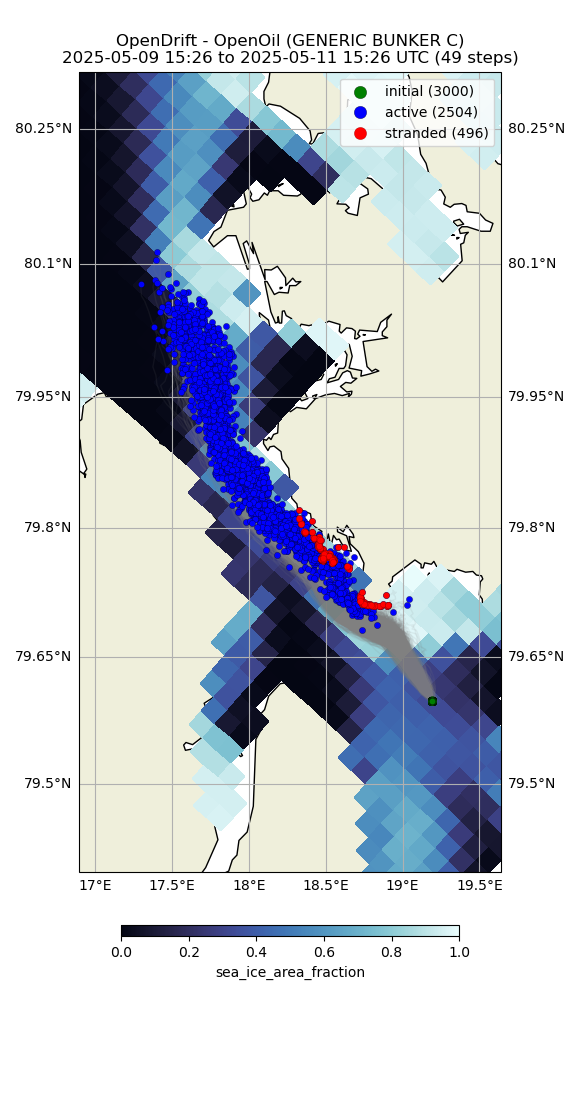 OpenDrift - OpenOil (GENERIC BUNKER C)
2025-05-09 15:26 to 2025-05-11 15:26 UTC (49 steps)
initial (3000)
active (2504)
stranded (496)
80.25°N 80.25°N
80.1°N 80.1°N
79.95°N 79.95°N
79.8°N 79.8°N
79.65°N 79.65°N
79.5°N 79.5°N
17°E 17.5°E 18°E 18.5°E 19°E 19.5°E
0.0 0.2 0.4 0.6 0.8 1.0
sea_ice_area_fraction